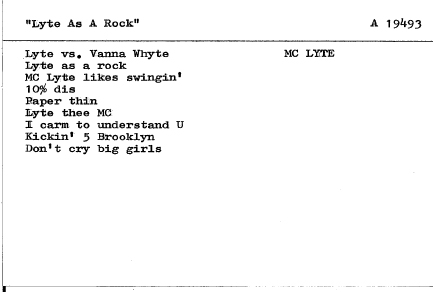 "Lyte As A Rock" A 19493
Lyte vs. Vanna Whyte MC LYTE
Lyte as a rock
MC Lyte likes swingin'
10% dis
Paper thin
Lyte thee MC
I carm to understand U
Kickin' 5 Brooklyn
Don't cry big girls